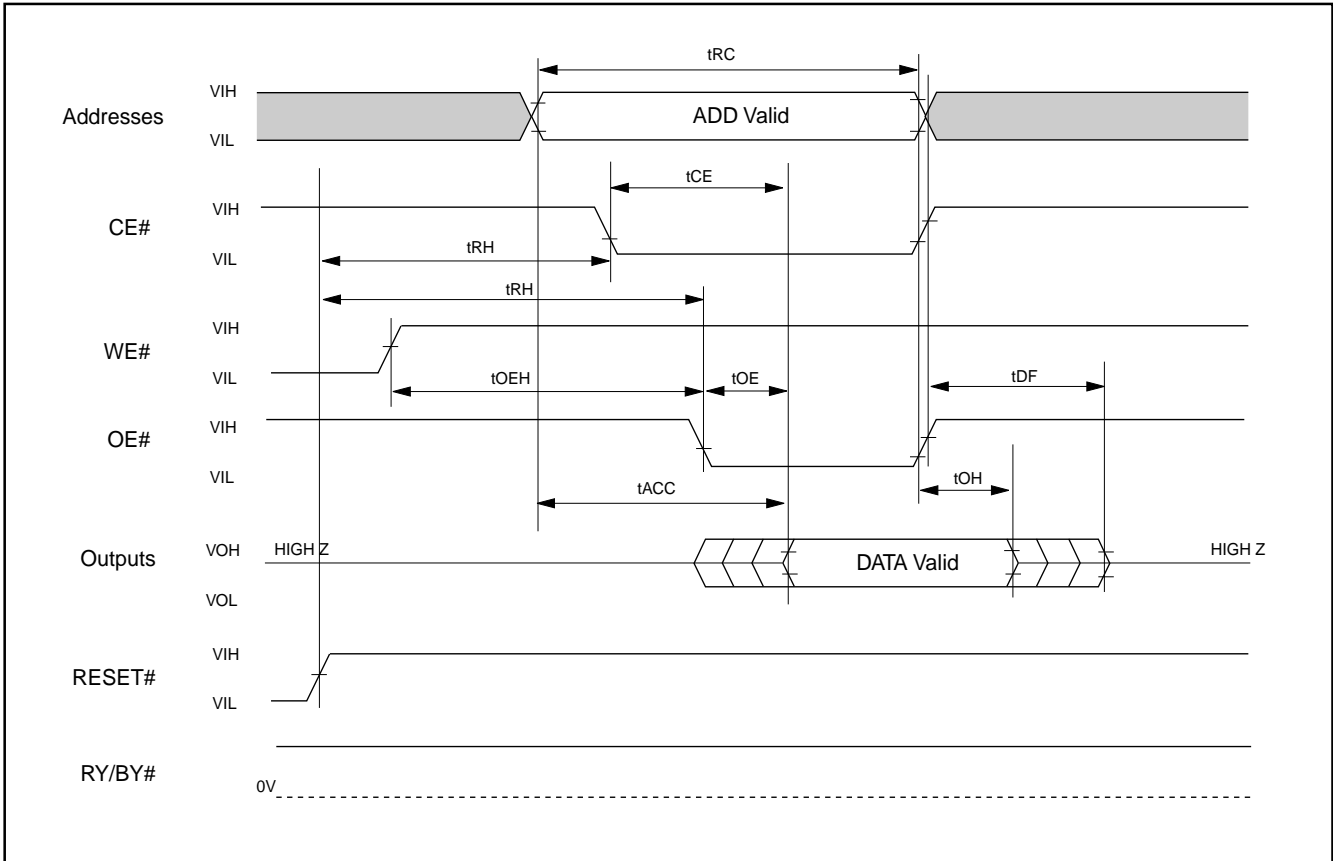 tRC
VIH
Addresses
ADD Valid
VIL
tCE
VIH
CE#
tRH
VIL
tRH
VIH
WE#
VIL
tOEH
tOE
tDF
VIH
OE#
VIL
tACC
tOH
VOH
HIGH Z
Outputs
DATA Valid
HIGH Z
VOL
VIH
RESET#
VIL
RY/BY#
0V